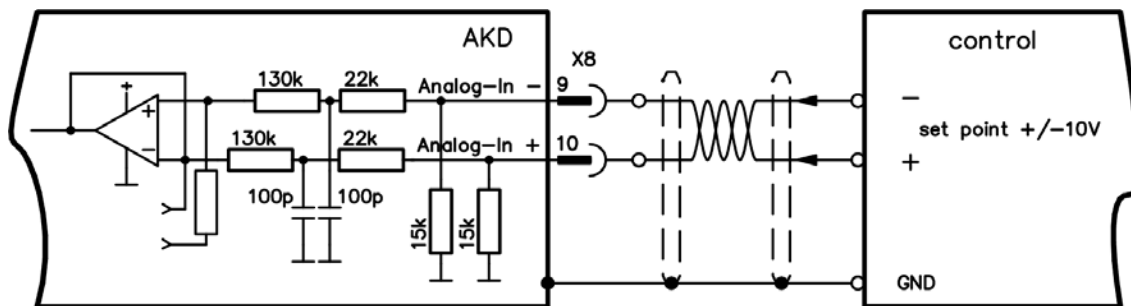 AKD
X8
control
130k
22k
Analog-In -
9
-
130k
22k
Analog-In +
10
set point +/-10V
+
100p
100p
15k
15k
GND
+
+
-